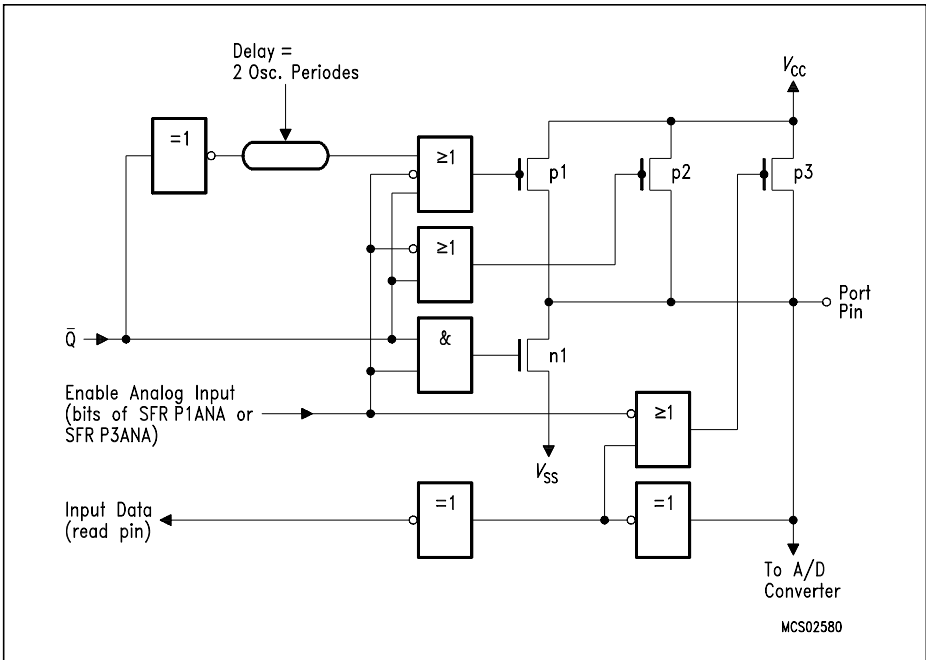 Delay =
2 Osc. Periodes
VCC
=1
≥1
p1
p2
p3
≥1
Port
Pin
Q̄
&
n1
Enable Analog Input
(bits of SFR P1ANA or
SFR P3ANA)
≥1
VSS
Input Data
(read pin)
=1
=1
To A/D
Converter
MCS02580